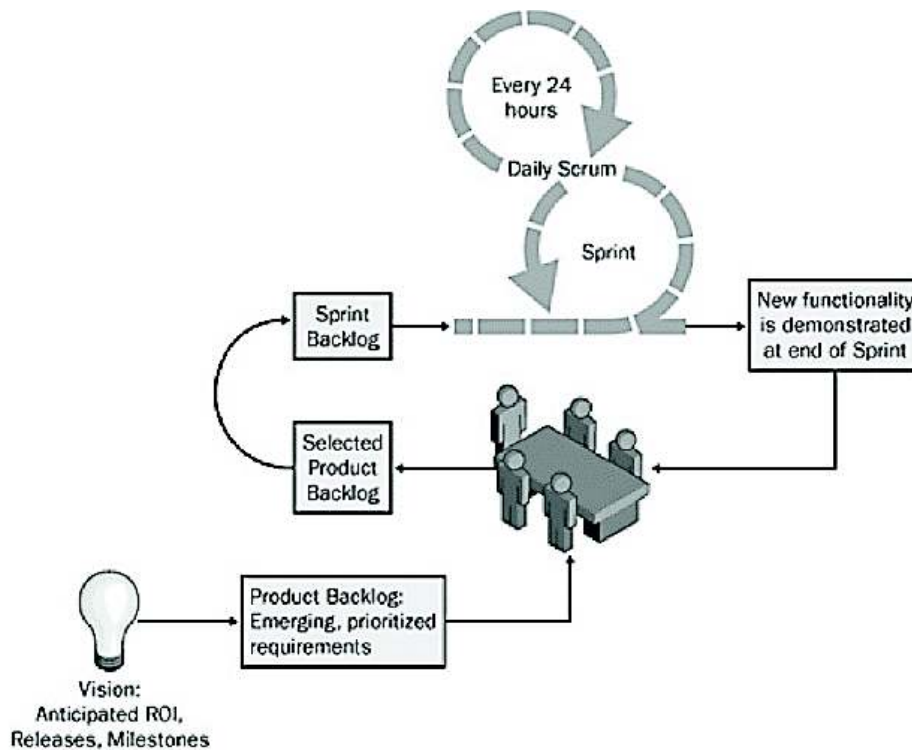 Every 24
hours
Daily Scrum
Sprint
Sprint
Backlog
New functionality
is demonstrated
at end of Sprint
Selected
Product
Backlog
Product Backlog:
Emerging, prioritized
requirements
Vision:
Anticipated ROI,
Releases, Milestones